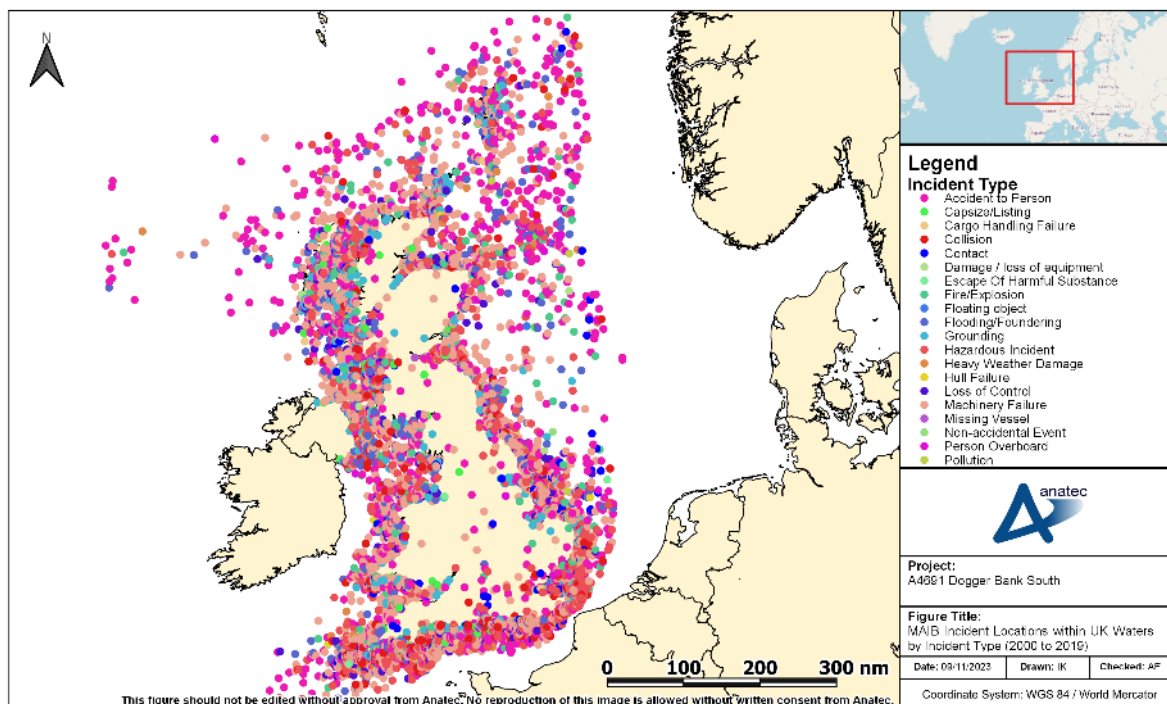 N
Legend
Incident Type
Accident to Person
Capsize/Listing
Cargo Handling Failure
Collision
Contact
Damage / loss of equipment
Escape Of Harmful Substance
Fire/Explosion
Floating object
Flooding/Foundering
Grounding
Hazardous Incident
Heavy Weather Damage
Hull Failure
Loss of Control
Machinery Failure
Missing Vessel
Non-accidental Event
Person Overboard
Pollution
anatec
Project:
A4691 Dogger Bank South
Figure Title:
MAIB Incident Locations within UK Waters
by Incident Type (2000 to 2019)
Date: 09/11/2023
Drawn: IK
Checked: AF
Coordinate System: WGS 84 / World Mercator
0 100 200 300 nm
This figure should not be edited without approval from Anatec. No reproduction of this image is allowed without written consent from Anatec.